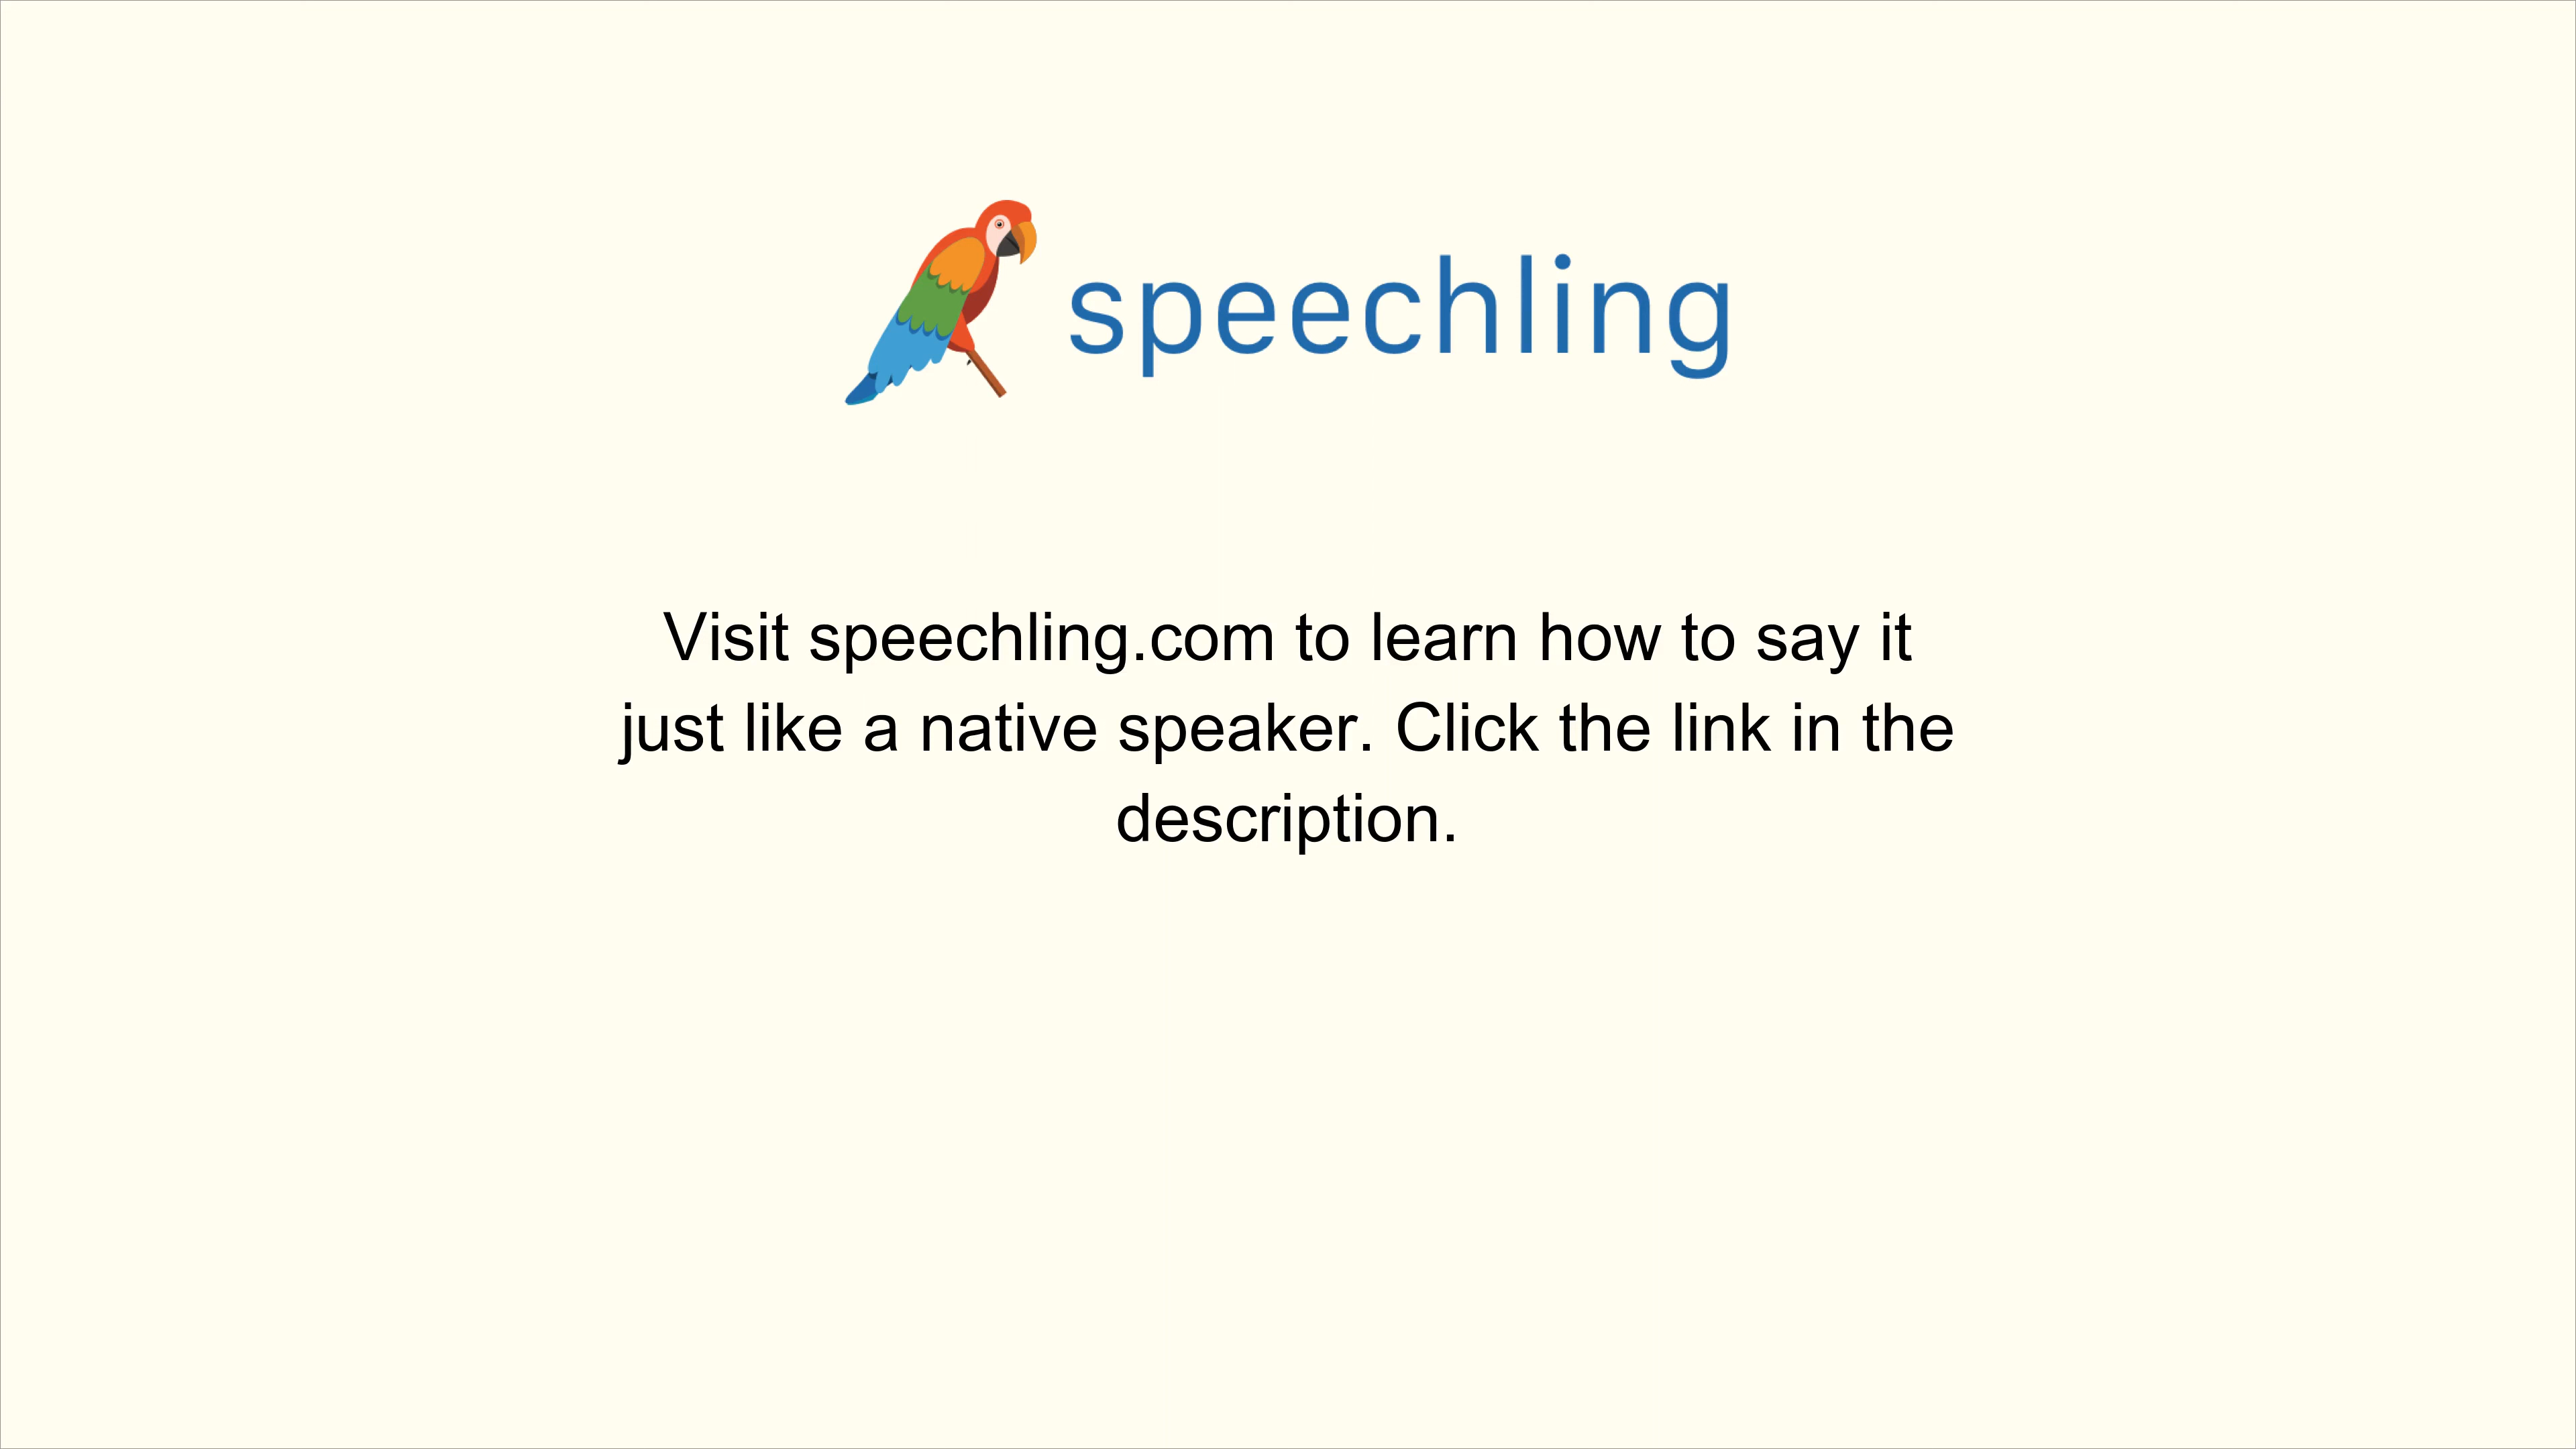 speechling
Visit speechling.com to learn how to say it
just like a native speaker. Click the link in the
description.